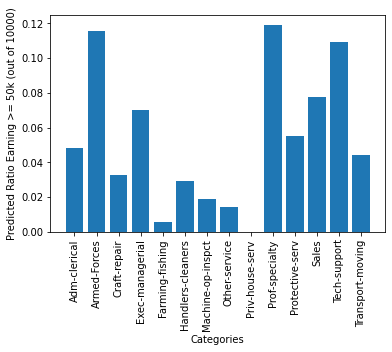 Predicted Ratio Earning >= 50k (out of 10000)
0.12
0.10
0.08
0.06
0.04
0.02
0.00
Adm-clerical
Armed-Forces
Craft-repair
Exec-managerial
Farming-fishing
Handlers-cleaners
Machine-op-inspct
Other-service
Priv-house-serv
Prof-specialty
Protective-serv
Sales
Tech-support
Transport-moving
Categories